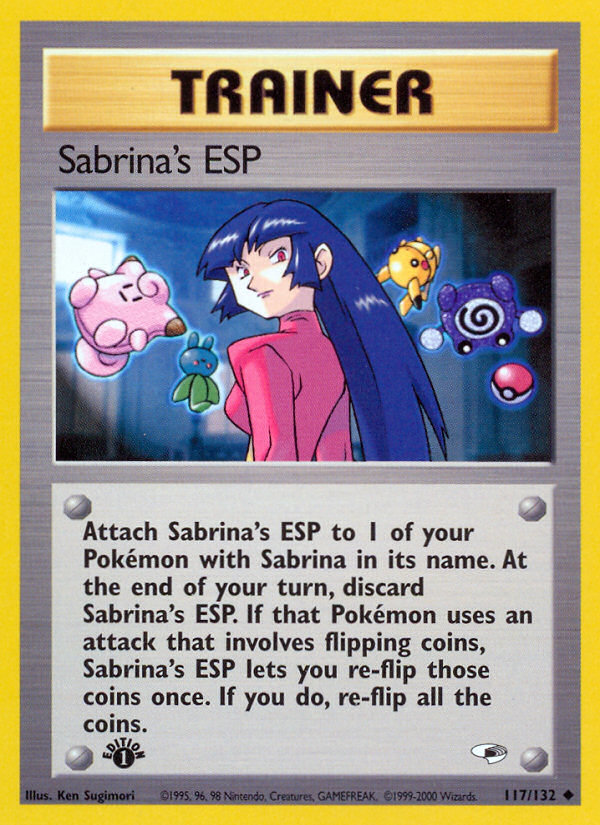 TRAINER
Sabrina's ESP
Attach Sabrina's ESP to 1 of your
Pokémon with Sabrina in its name. At
the end of your turn, discard
Sabrina's ESP. If that Pokémon uses an
attack that involves flipping coins,
Sabrina's ESP lets you re-flip those
coins once. If you do, re-flip all the
coins.
EDITION
1
Illus. Ken Sugimori ©1995, 96, 98 Nintendo, Creatures, GAMEFREAK. ©1999-2000 Wizards. 117/132 ◆